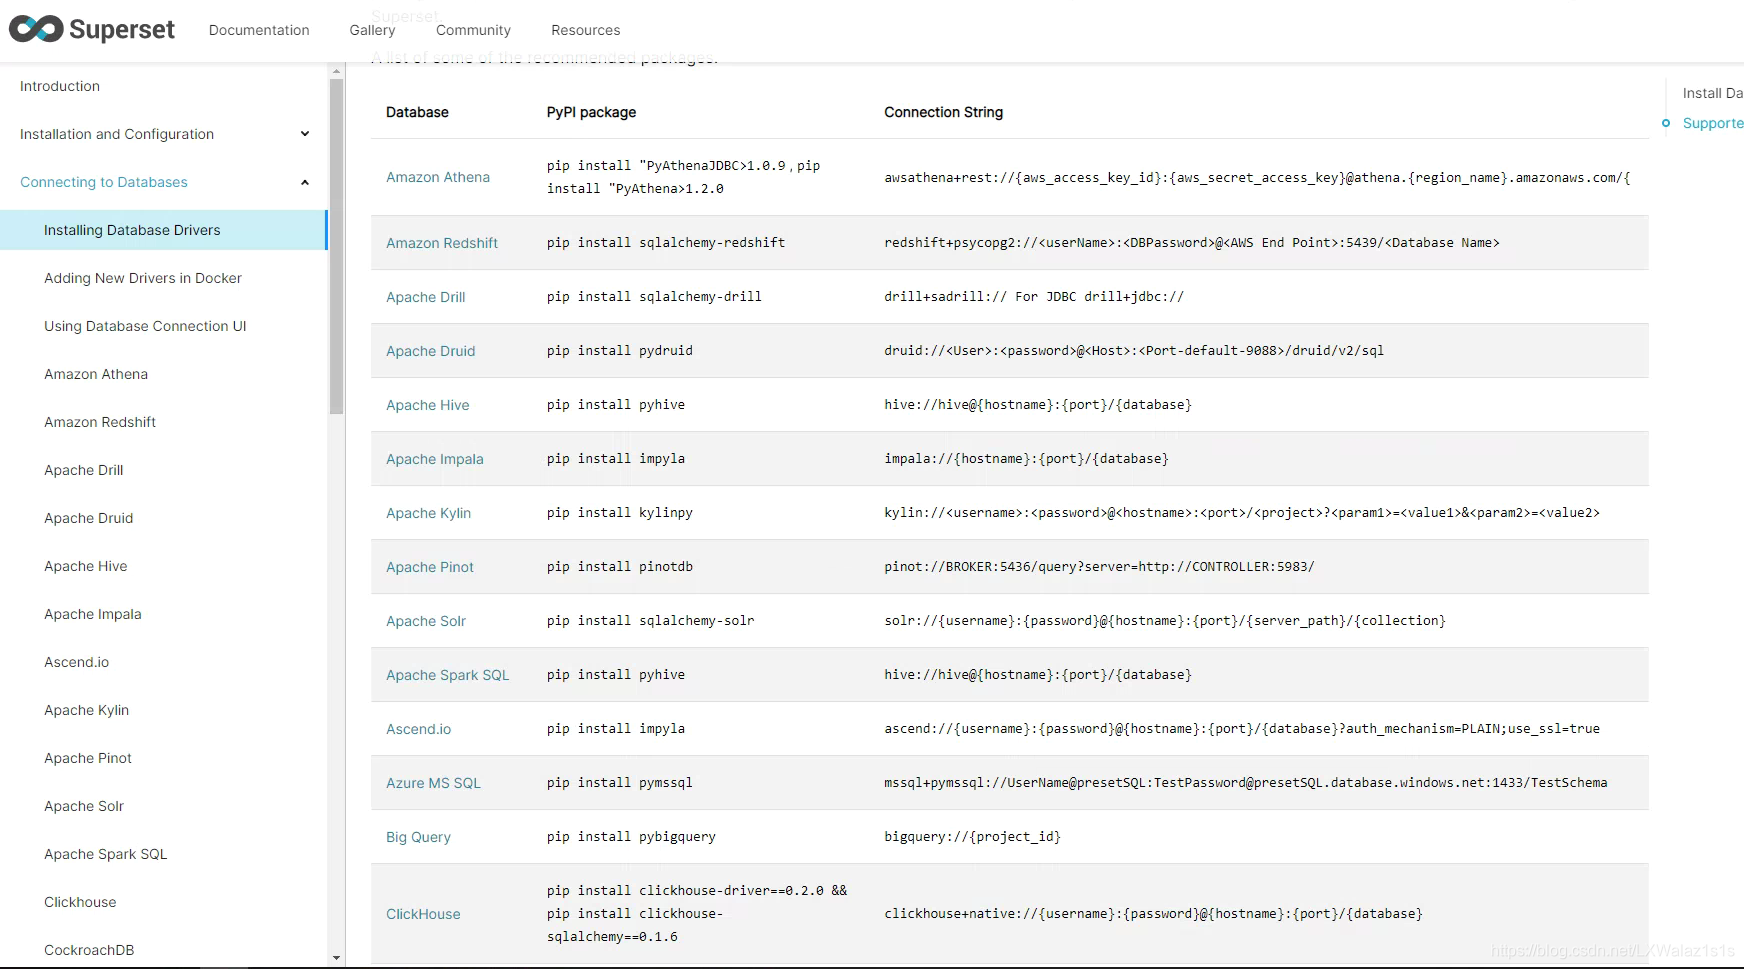 Superset
Documentation
Gallery
Community
Resources
Superset.
A list of some of the recommended packages.
Introduction
Installation and Configuration
Connecting to Databases
Installing Database Drivers
Adding New Drivers in Docker
Using Database Connection UI
Amazon Athena
Amazon Redshift
Apache Drill
Apache Druid
Apache Hive
Apache Impala
Ascend.io
Apache Kylin
Apache Pinot
Apache Solr
Apache Spark SQL
Clickhouse
CockroachDB
Database PyPI package Connection String
Amazon Athena
pip install "PyAthenaJDBC>1.0.9 , pip
install "PyAthena>1.2.0
awsathena+rest://{aws_access_key_id}:{aws_secret_access_key}@athena.{region_name}.amazonaws.com/{
Amazon Redshift pip install sqlalchemy-redshift redshift+psycopg2://<userName>:<DBPassword>@<AWS End Point>:5439/<Database Name>
Apache Drill pip install sqlalchemy-drill drill+sadrill:// For JDBC drill+jdbc://
Apache Druid pip install pydruid druid://<User>:<password>@<Host>:<Port-default-9088>/druid/v2/sql
Apache Hive pip install pyhive hive://hive@{hostname}:{port}/{database}
Apache Impala pip install impyla impala://{hostname}:{port}/{database}
Apache Kylin pip install kylinpy kylin://<username>:<password>@<hostname>:<port>/<project>?<param1>=<value1>&<param2>=<value2>
Apache Pinot pip install pinotdb pinot://BROKER:5436/query?server=http://CONTROLLER:5983/
Apache Solr pip install sqlalchemy-solr solr://{username}:{password}@{hostname}:{port}/{server_path}/{collection}
Apache Spark SQL pip install pyhive hive://hive@{hostname}:{port}/{database}
Ascend.io pip install impyla ascend://{username}:{password}@{hostname}:{port}/{database}?auth_mechanism=PLAIN;use_ssl=true
Azure MS SQL pip install pymssql mssql+pymssql://UserName@presetSQL:TestPassword@presetSQL.database.windows.net:1433/TestSchema
Big Query pip install pybigquery bigquery://{project_id}
ClickHouse
pip install clickhouse-driver==0.2.0 &&
pip install clickhouse-
sqlalchemy==0.1.6
clickhouse+native://{username}:{password}@{hostname}:{port}/{database}
Install Da
Supporte
https://blog.csdn.net/LXWalaz1s1s